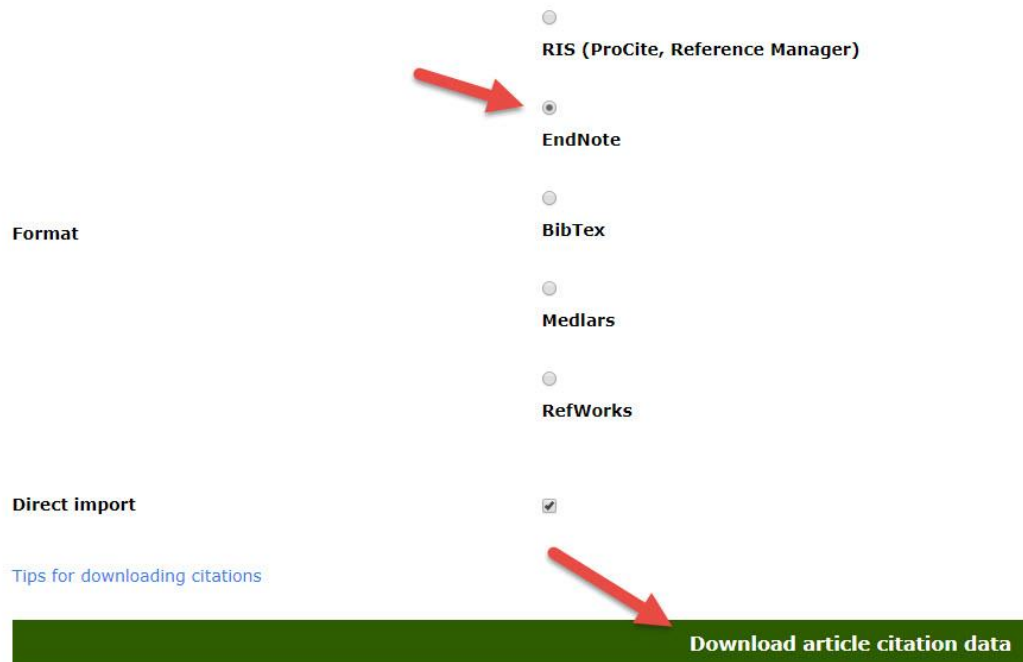 RIS (ProCite, Reference Manager)
EndNote
Format
BibTex
Medlars
RefWorks
Direct import
Tips for downloading citations
Download article citation data